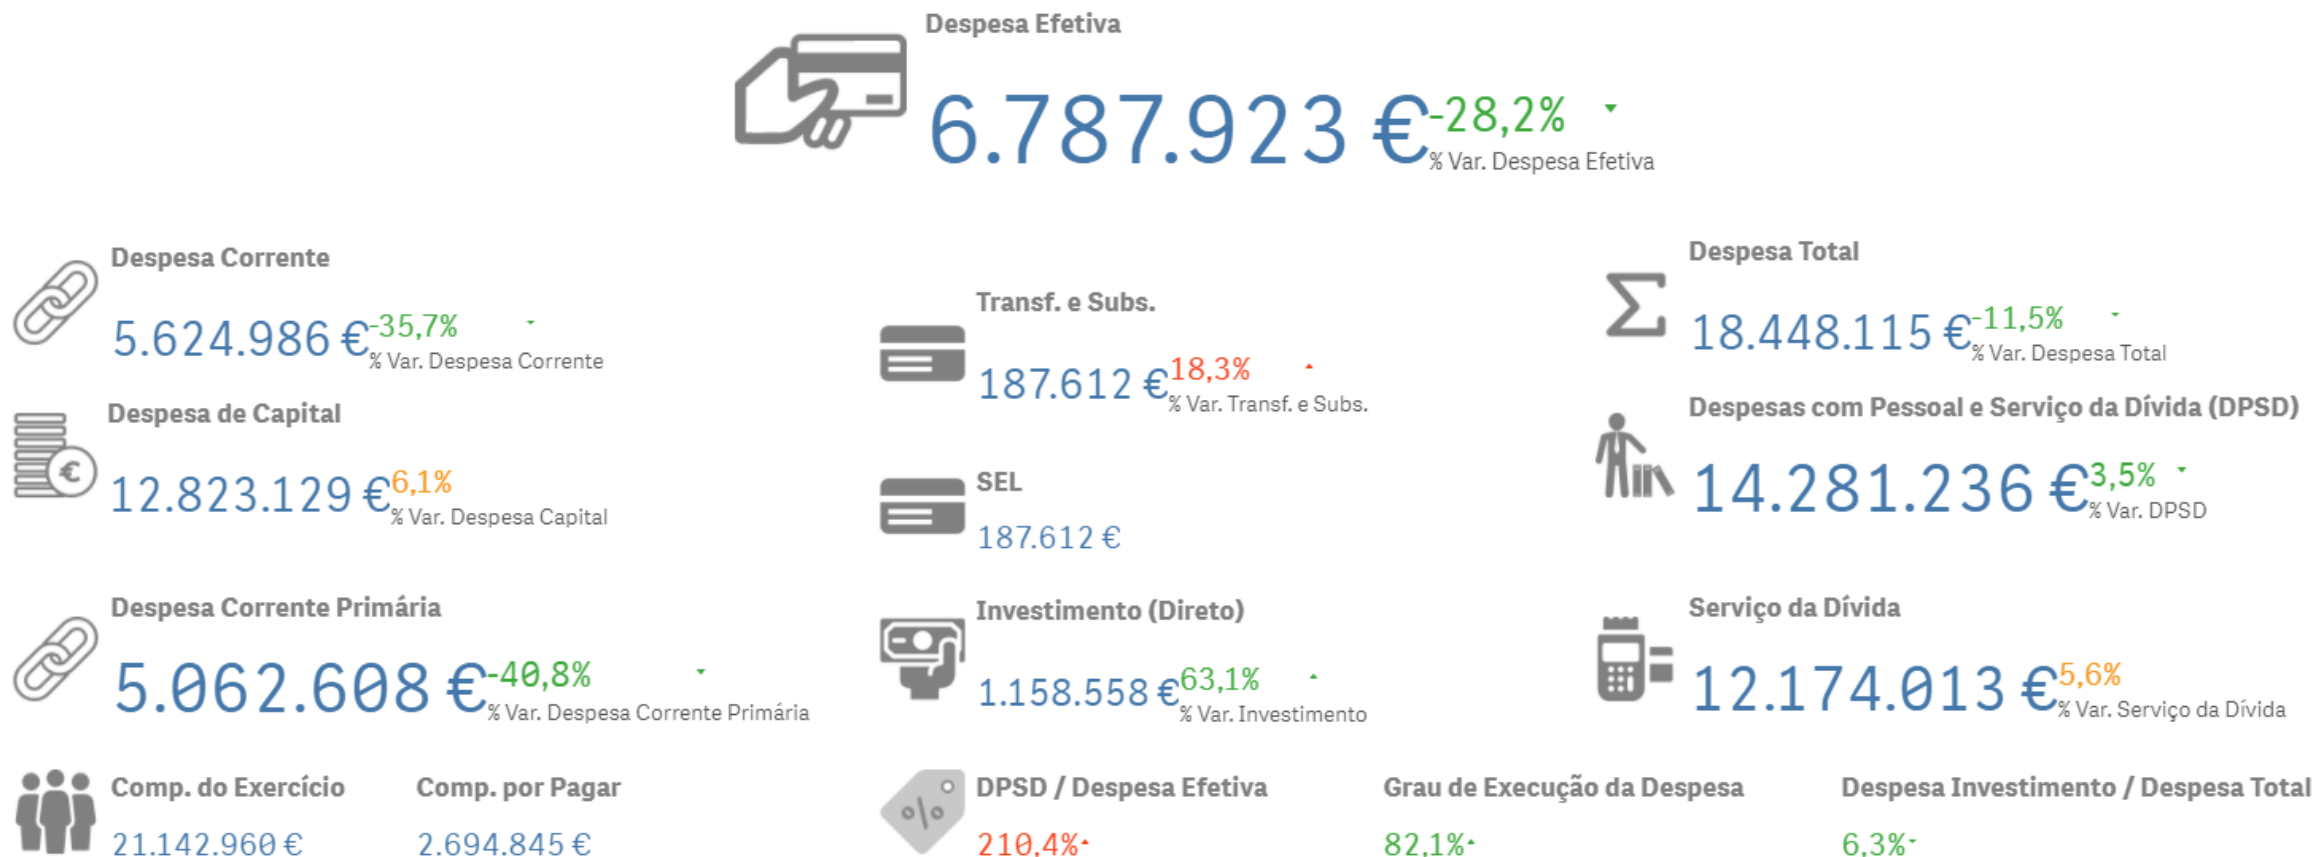 Despesa Efetiva
6.787.923 €
-28,2%
% Var. Despesa Efetiva
Despesa Corrente
5.624.986 €
-35,7%
% Var. Despesa Corrente
Transf. e Subs.
187.612 €
18,3%
% Var. Transf. e Subs.
Despesa Total
18.448.115 €
-11,5%
% Var. Despesa Total
Despesa de Capital
12.823.129 €
6,1%
% Var. Despesa Capital
SEL
187.612 €
Despesas com Pessoal e Serviço da Dívida (DPSD)
14.281.236 €
3,5%
% Var. DPSD
Despesa Corrente Primária
5.062.608 €
-40,8%
% Var. Despesa Corrente Primária
Investimento (Direto)
1.158.558 €
63,1%
% Var. Investimento
Serviço da Dívida
12.174.013 €
5,6%
% Var. Serviço da Dívida
Comp. do Exercício
21.142.960 €
Comp. por Pagar
2.694.845 €
DPSD / Despesa Efetiva
210,4%
Grau de Execução da Despesa
82,1%
Despesa Investimento / Despesa Total
6,3%